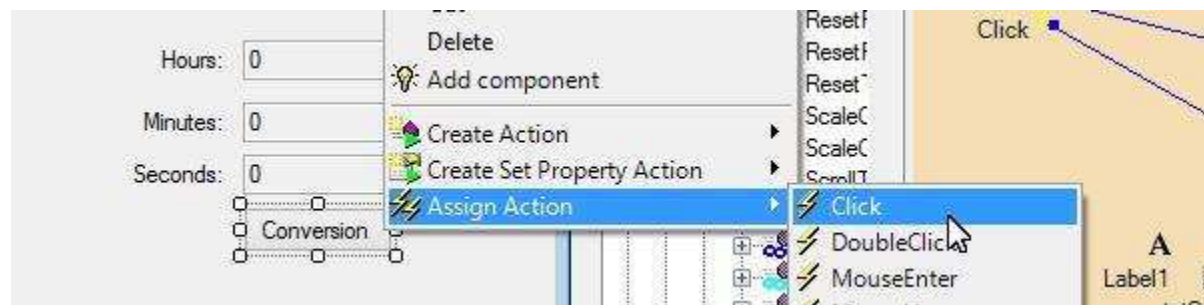 Hours: 0
Minutes: 0
Seconds: 0
Conversion
Delete
Add component
Create Action
Create Set Property Action
Assign Action
Click
DoubleClick
MouseEnter
Click
A
Label1